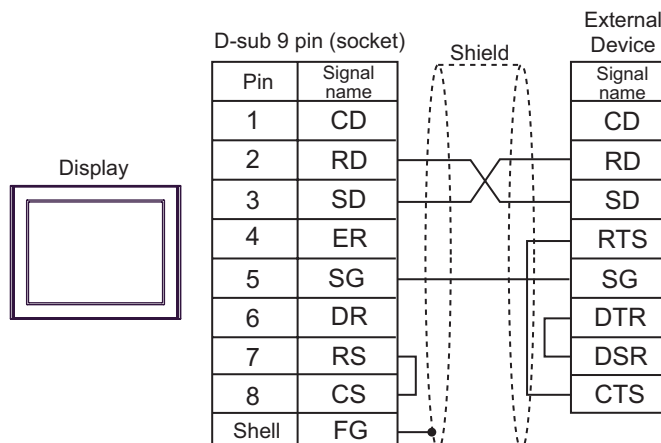 External
Device
D-sub 9 pin (socket)
Shield
Pin Signal name Signal name
1 CD CD
2 RD RD
Display
3 SD SD
4 ER RTS
5 SG SG
6 DR DTR
7 RS DSR
8 CS CTS
Shell FG